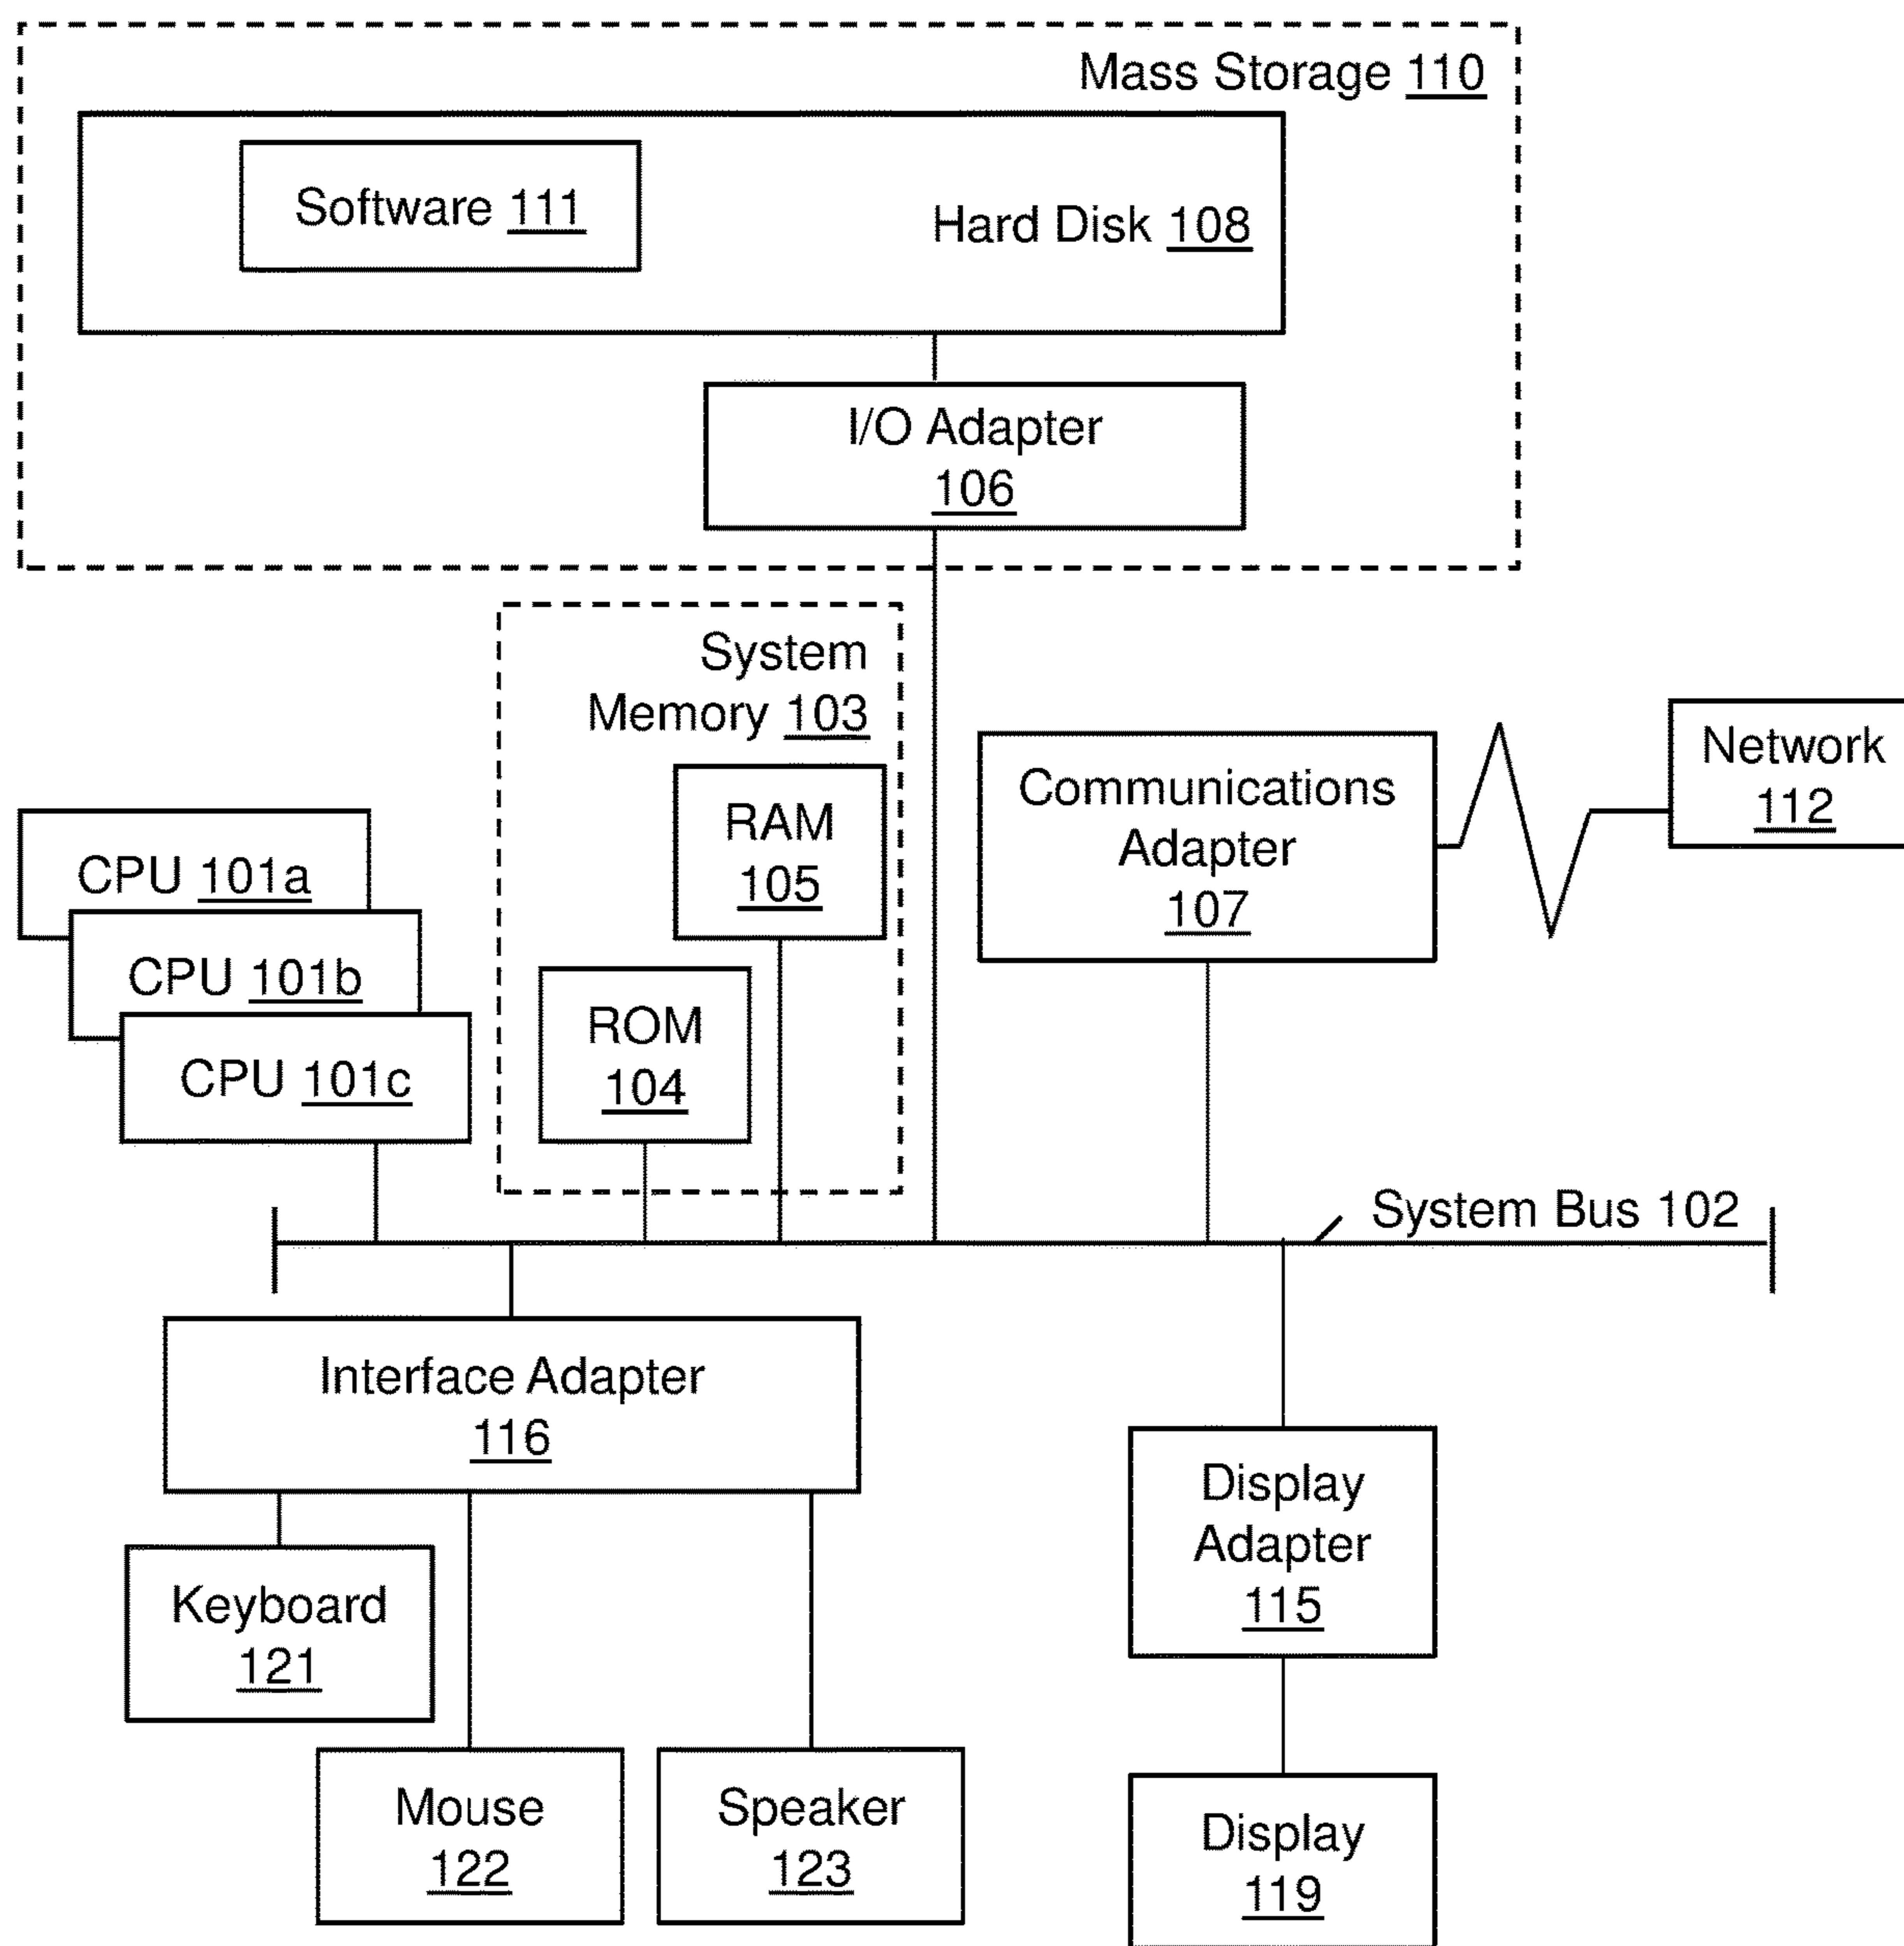 Mass Storage 110
Software 111
Hard Disk 108
I/O Adapter
106
System
Memory 103
RAM
105
ROM
104
Communications
Adapter
107
Network
112
CPU 101a
CPU 101b
CPU 101c
System Bus 102
Interface Adapter
116
Keyboard
121
Mouse
122
Speaker
123
Display
Adapter
115
Display
119